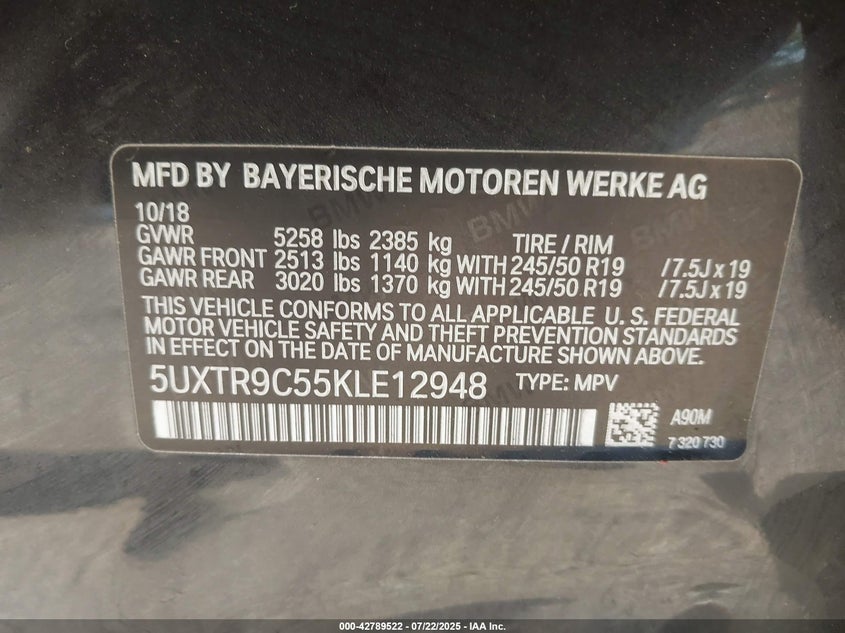 MFD BY BAYERISCHE MOTOREN WERKE AG
10/18
GVWR 5258 lbs 2385 kg TIRE / RIM
GAWR FRONT 2513 lbs 1140 kg WITH 245/50 R19 /7.5J x 19
GAWR REAR 3020 lbs 1370 kg WITH 245/50 R19 /7.5J x 19
THIS VEHICLE CONFORMS TO ALL APPLICABLE U. S. FEDERAL
MOTOR VEHICLE SAFETY AND THEFT PREVENTION STANDARDS
IN EFFECT ON THE DATE OF MANUFACTURE SHOWN ABOVE.
5UXTR9C55KLE12948 TYPE: MPV
A90M
7 320 730
000-42789522 - 07/22/2025 - IAA Inc.